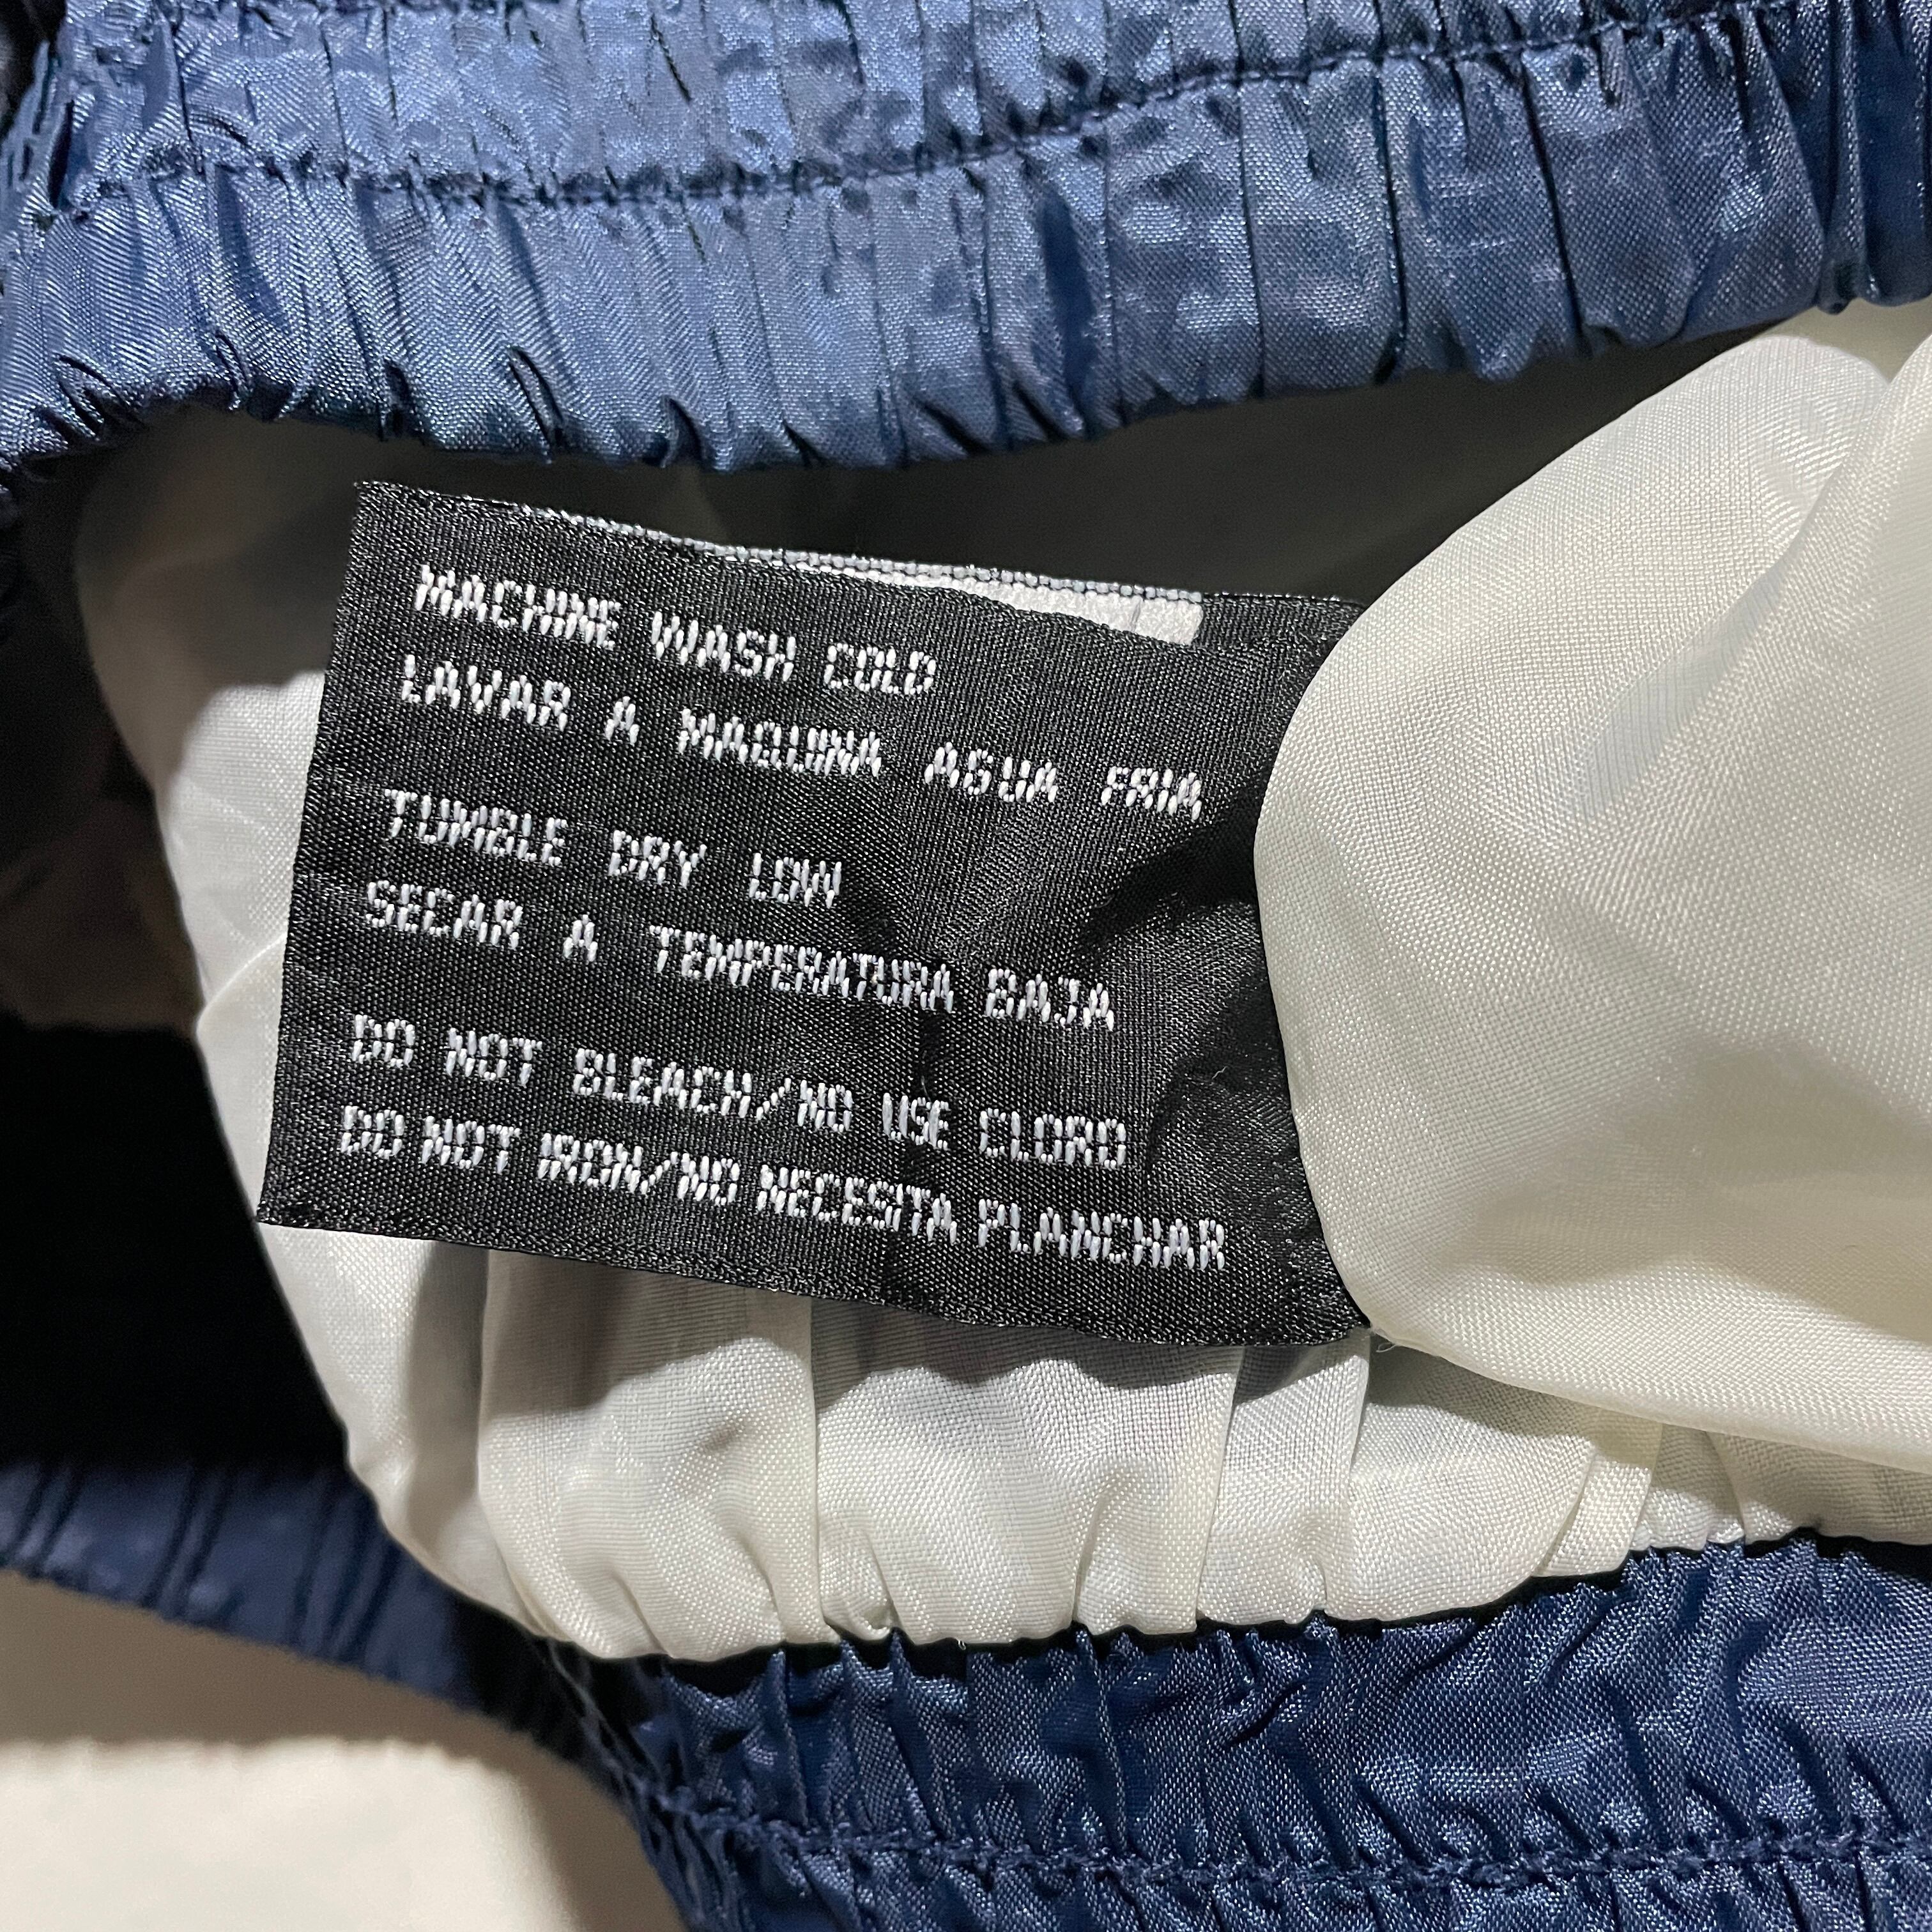 MACHINE WASH COLD
LAVAR A MAQUINA AGUA FRIA
TUMBLE DRY LOW
SECAR A TEMPERATURA BAJA
DO NOT BLEACH/NO USE CLORO
DO NOT IRON/NO NECESITA PLANCHAR